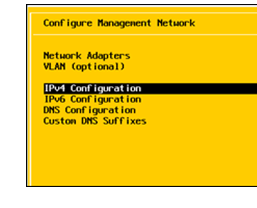 Configure Management Network
Network Adapters
VLAN (optional)
IPv4 Configuration
IPv6 Configuration
DNS Configuration
Custom DNS Suffixes